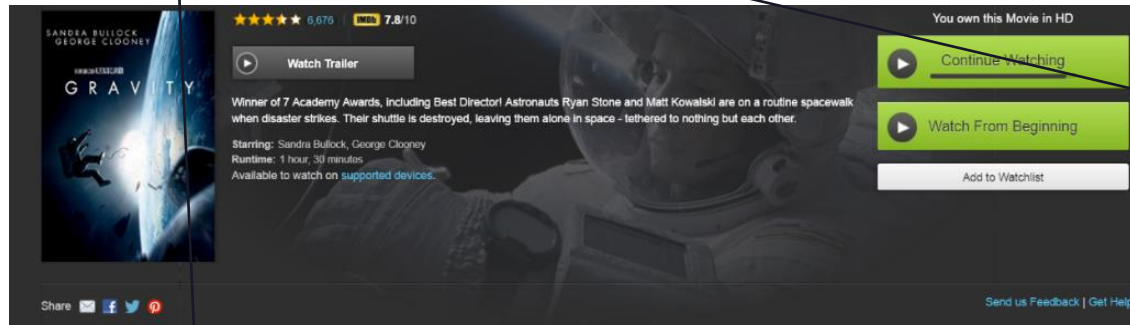 SANDRA BULLOCK
GEORGE CLOONEY
GRAVITY
6,676 IMDb 7.8/10
Watch Trailer
Winner of 7 Academy Awards, including Best Director! Astronauts Ryan Stone and Matt Kowalski are on a routine spacewalk
when disaster strikes. Their shuttle is destroyed, leaving them alone in space - tethered to nothing but each other.
Starring: Sandra Bullock, George Clooney
Runtime: 1 hour, 30 minutes
Available to watch on supported devices.
You own this Movie in HD
Continue Watching
Watch From Beginning
Add to Watchlist
Share
Send us Feedback | Get Help